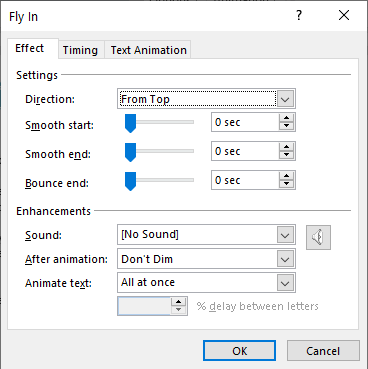 Fly In
?
Effect Timing Text Animation
Settings
Direction: From Top
Smooth start: 0 sec
Smooth end: 0 sec
Bounce end: 0 sec
Enhancements
Sound: [No Sound]
After animation: Don't Dim
Animate text: All at once
% delay between letters
OK Cancel